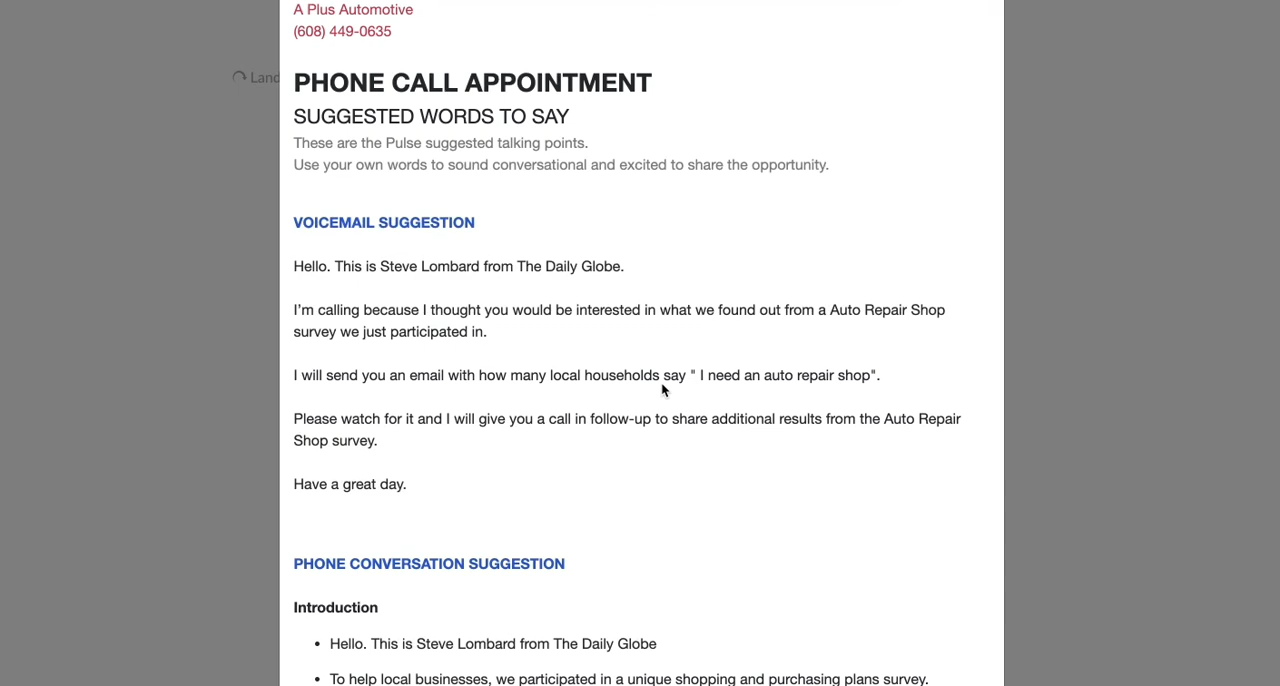 A Plus Automotive
(608) 449-0635
Land
PHONE CALL APPOINTMENT
SUGGESTED WORDS TO SAY
These are the Pulse suggested talking points.
Use your own words to sound conversational and excited to share the opportunity.
VOICEMAIL SUGGESTION
Hello. This is Steve Lombard from The Daily Globe.
I'm calling because I thought you would be interested in what we found out from a Auto Repair Shop
survey we just participated in.
I will send you an email with how many local households say " I need an auto repair shop".
Please watch for it and I will give you a call in follow-up to share additional results from the Auto Repair
Shop survey.
Have a great day.
PHONE CONVERSATION SUGGESTION
Introduction
• Hello. This is Steve Lombard from The Daily Globe
• To help local businesses, we participated in a unique shopping and purchasing plans survey.